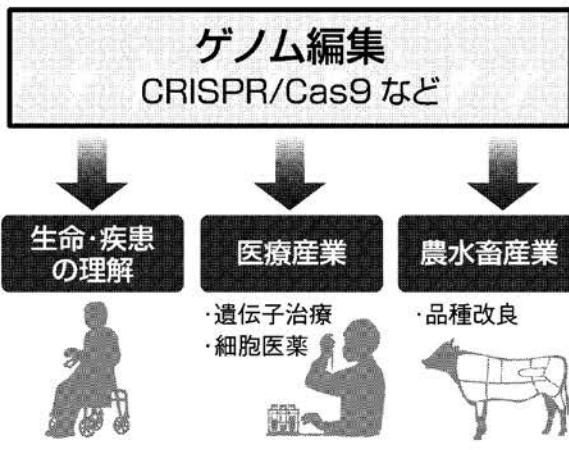 ゲノム編集
CRISPR/Cas9 など
生命・疾患
の理解
医療産業
・遺伝子治療
・細胞医薬
農水畜産業
・品種改良